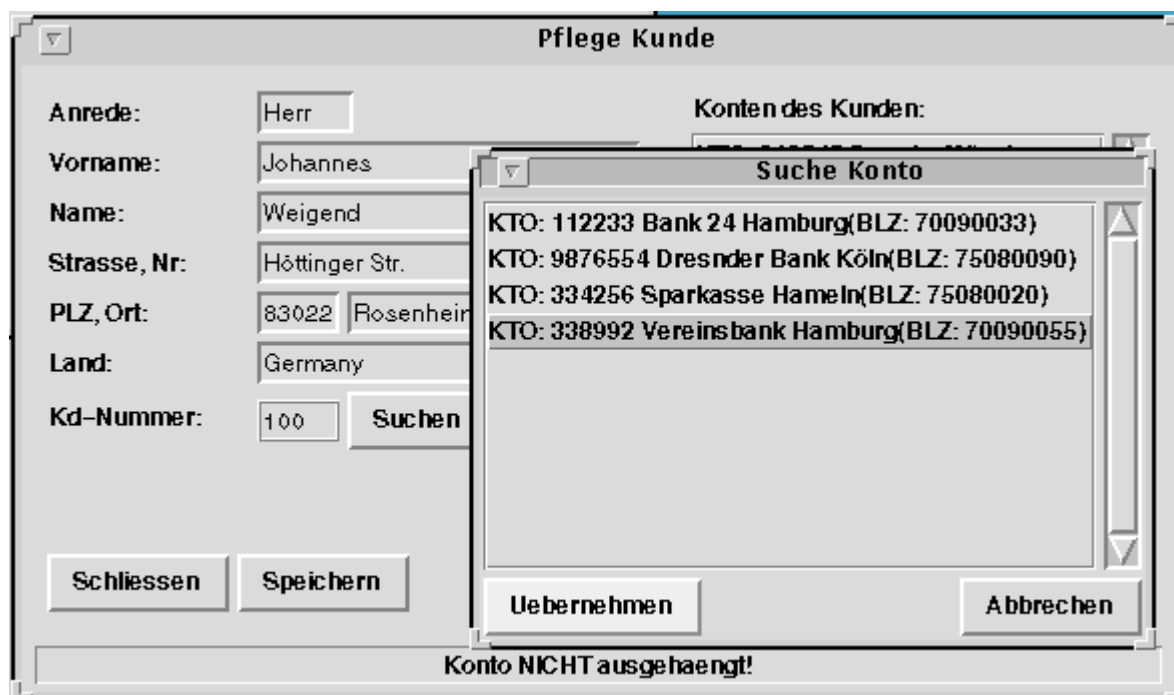 Pflege Kunde
Anrede: Herr
Konten des Kunden:
Vorname: Johannes
Name: Weigend
Strasse, Nr: Höttinger Str.
PLZ, Ort: 83022 Rosenheim
Land: Germany
Kd-Nummer: 100 Suchen
Schliessen Speichern
Suche Konto
KTO: 112233 Bank 24 Hamburg(BLZ: 70090033)
KTO: 9876554 Dresnder Bank Köln(BLZ: 75080090)
KTO: 334256 Sparkasse Hameln(BLZ: 75080020)
KTO: 338992 Vereinsbank Hamburg(BLZ: 70090055)
Uebernehmen Abbrechen
Konto NICHT ausgehaengt!